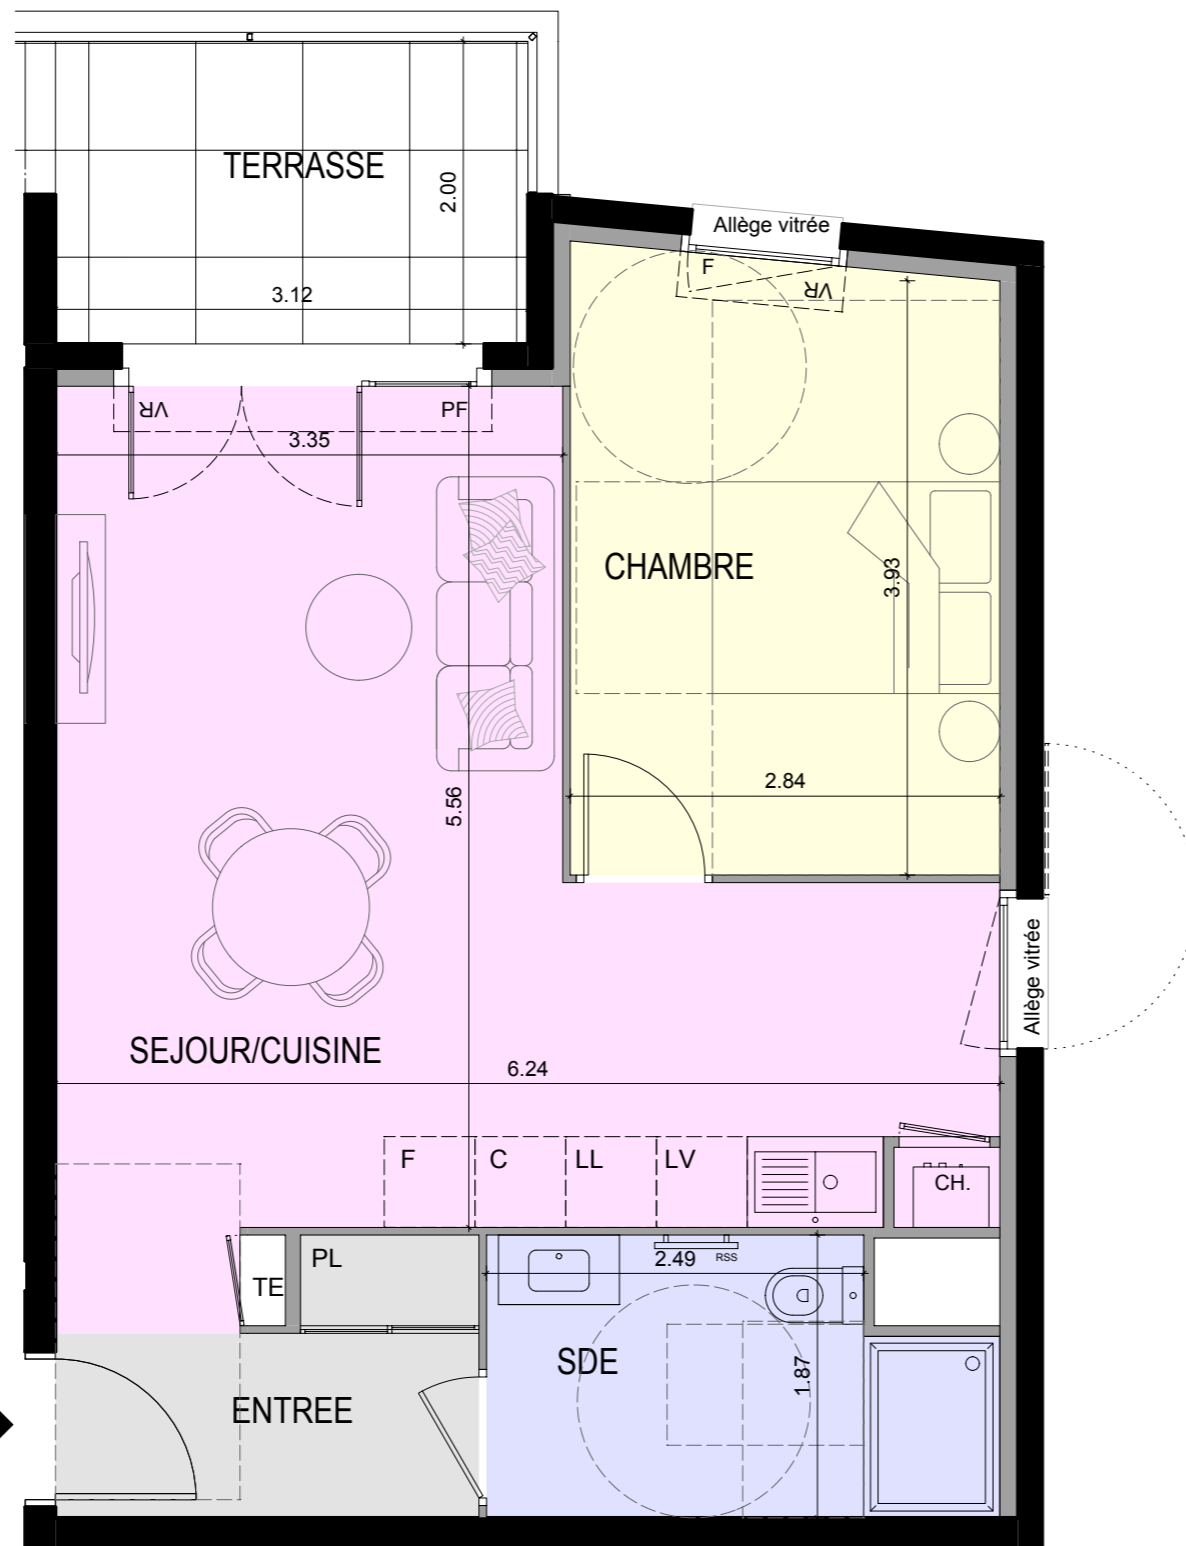 TERRASSE
2.00
3.12
Allège vitrée
F
VR
VR
PF
3.35
CHAMBRE
3.93
2.84
5.56
Allège vitrée
SEJOUR/CUISINE
6.24
F
C
LL
LV
CH.
TE
PL
2.49
RSS
SDE
1.87
ENTREE